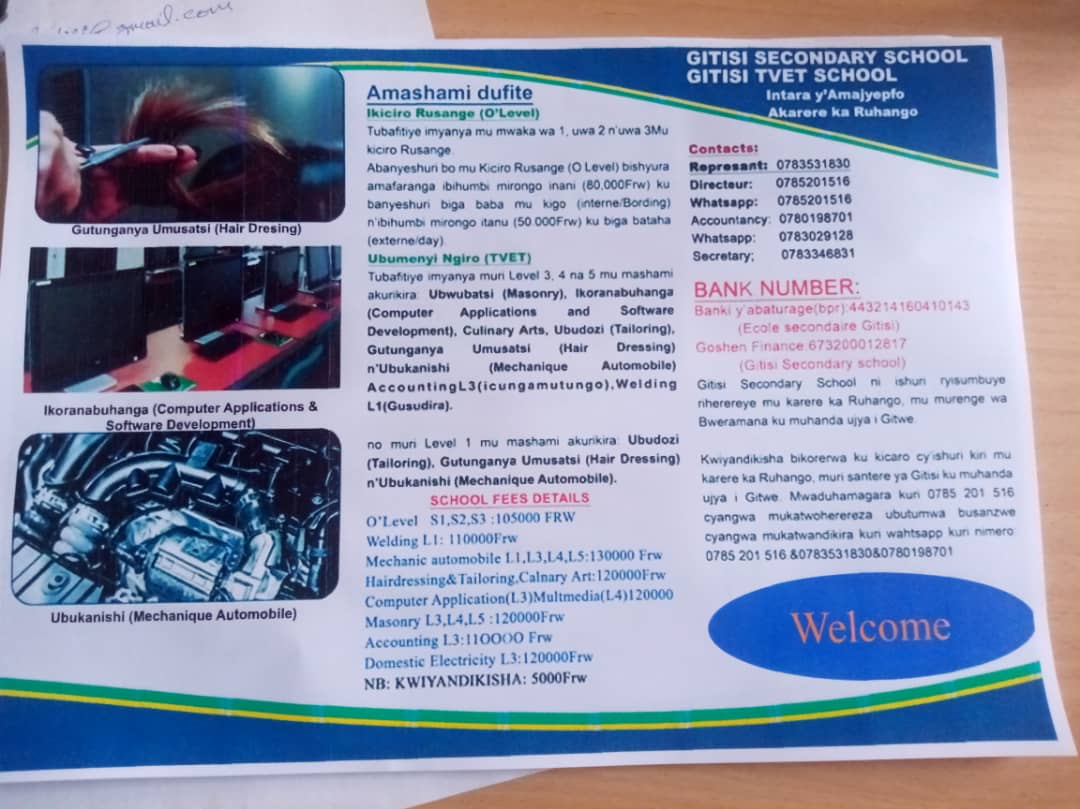 @gmail.com
GITISI SECONDARY SCHOOL
GITISI TVET SCHOOL
Intara y'Amajyepfo
Akarere ka Ruhango
Gutunganya Umusatsi (Hair Dresing)
Ikoranabuhanga (Computer Applications &
Software Development)
Ubukanishi (Mechanique Automobile)
Amashami dufite
Ikiciro Rusange (O'Level)
Tubafitiye imyanya mu mwaka wa 1, uwa 2 n'uwa 3Mu
kiciro Rusange.
Abanyeshuri bo mu Kiciro Rusange (O Level) bishyura
amafaranga ibihumbi mirongo inani (80,000Frw) ku
banyeshuri biga baba mu kigo (interne/Bording)
n'ibihumbi mirongo itanu (50.000Frw) ku biga bataha
(externe/day).
Ubumenyi Ngiro (TVET)
Tubafitiye imyanya muri Level 3, 4 na 5 mu mashami
akurikira: Ubwubatsi (Masonry), Ikoranabuhanga
(Computer Applications and Software
Development), Culinary Arts, Ubudozi (Tailoring),
Gutunganya Umusatsi (Hair Dressing)
n'Ubukanishi (Mechanique Automobile)
AccountingL3(icungamutungo),Welding
L1(Gusudira).
no muri Level 1 mu mashami akurikira: Ubudozi
(Tailoring), Gutunganya Umusatsi (Hair Dressing)
n'Ubukanishi (Mechanique Automobile).
SCHOOL FEES DETAILS
O'Level S1,S2,S3 :105000 FRW
Welding L1: 110000Frw
Mechanic automobile L1,L3,L4,L5:130000 Frw
Hairdressing&Tailoring,Calnary Art:120000Frw
Computer Application(L3)Multmedia(L4)120000
Masonry L3,L4,L5 :120000Frw
Accounting L3:11OOOO Frw
Domestic Electricity L3:120000Frw
NB: KWIYANDIKISHA: 5000Frw
Contacts:
Represant: 0783531830
Directeur: 0785201516
Whatsapp: 0785201516
Accountancy: 0780198701
Whatsapp: 0783029128
Secretary; 0783346831
BANK NUMBER:
Banki y'abaturage(bpr):443214160410143
(Ecole secondaire Gitisi)
Goshen Finance:673200012817
(Gitisi Secondary school)
Gitisi Secondary School ni ishuri ryisumbuye
riherereye mu karere ka Ruhango, mu murenge wa
Bweramana ku muhanda ujya i Gitwe.
Kwiyandikisha bikorerwa ku kicaro cy'ishuri kiri mu
karere ka Ruhango, muri santere ya Gitisi ku muhanda
ujya i Gitwe. Mwaduhamagara kuri 0785 201 516
cyangwa mukatwoherereza ubutumwa busanzwe
cyangwa mukatwandikira kuri wahtsapp kuri nimero:
0785 201 516 &0783531830&0780198701
Welcome